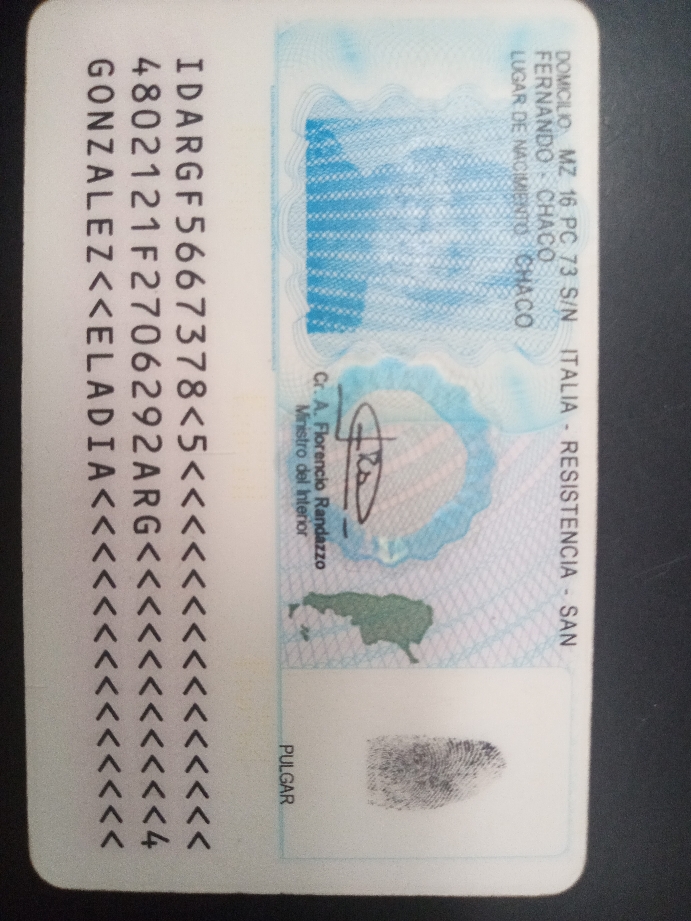 DOMICILIO MZ 16 PC 73 S/N ITALIA - RESISTENCIA - SAN
FERNANDO - CHACO
LUGAR DE NACIMIENTO CHACO
Cr. A. Florencio Randazzo
Ministro del Interior
PULGAR
IDARGF5667378<5<<<<<<<<<<<<<<<
4802121F2706292ARG<<<<<<<<<<<4
GONZALEZ<<ELADIA<<<<<<<<<<<<<<